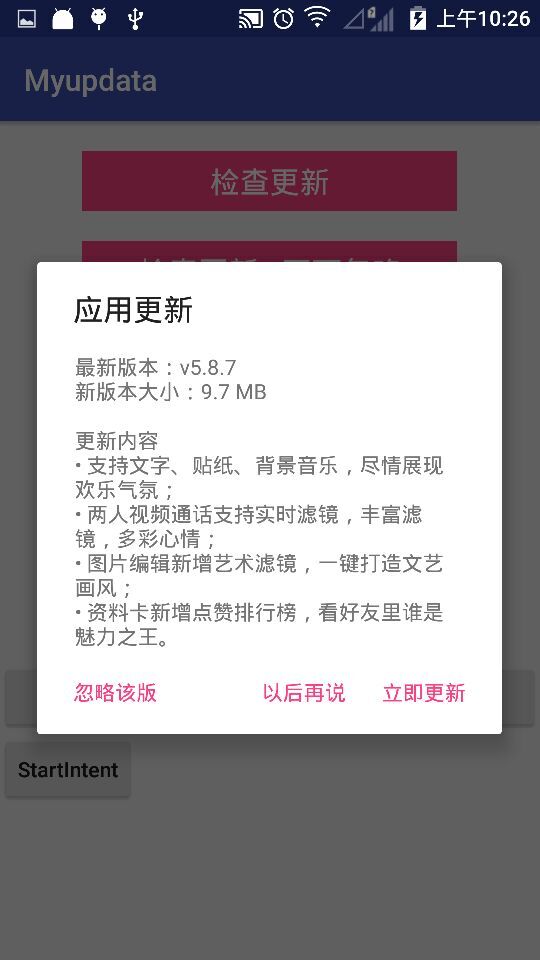 上午10:26
Myupdata
检查更新
应用更新
最新版本：v5.8.7
新版本大小：9.7 MB
更新内容
• 支持文字、贴纸、背景音乐，尽情展现
欢乐气氛；
• 两人视频通话支持实时滤镜，丰富滤
镜，多彩心情；
• 图片编辑新增艺术滤镜，一键打造文艺
画风；
• 资料卡新增点赞排行榜，看好友里谁是
魅力之王。
忽略该版 以后再说 立即更新
StartIntent